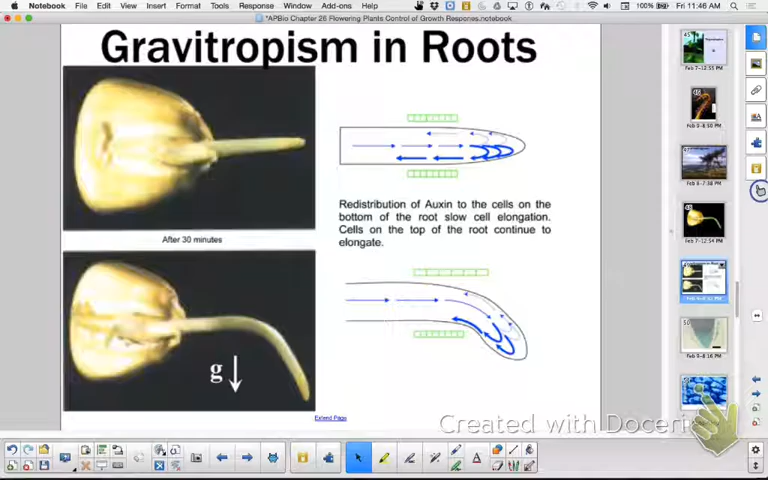 Notebook File Edit View Insert Format Tools Response Window Add-ons Help 100% Fri 11:46 AM
*APBio Chapter 26 Flowering Plants Control of Growth Response.notebook
Gravitropism in Roots
After 30 minutes
Redistribution of Auxin to the cells on the
bottom of the root slow cell elongation.
Cells on the top of the root continue to
elongate.
g
Extend Page
Created with Doceri